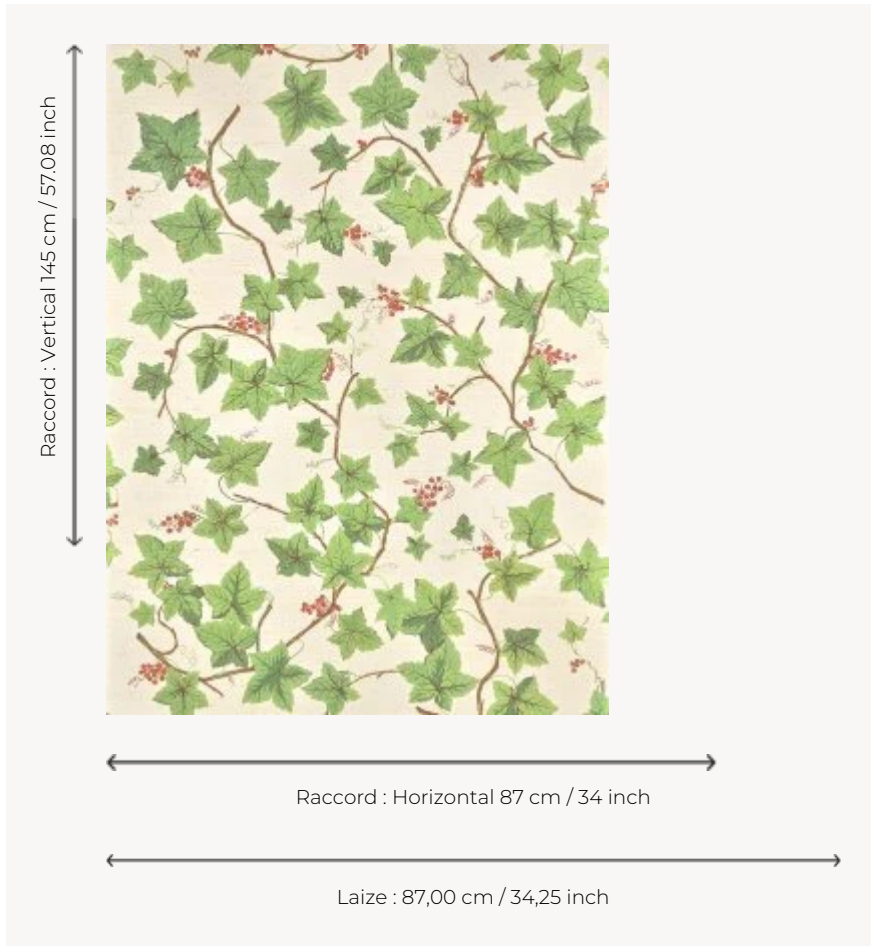 Raccord : Vertical 145 cm / 57.08 inch
Raccord : Horizontal 87 cm / 34 inch
Laize : 87,00 cm / 34,25 inch